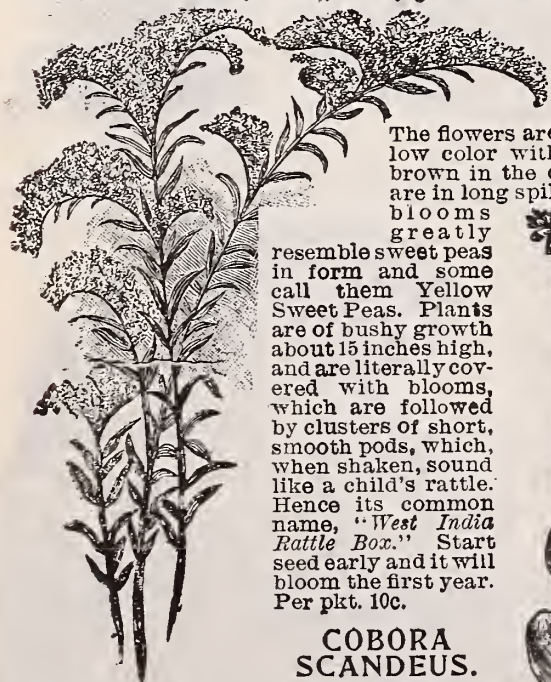 The flowers are
low color with
brown in the
are in long
blooms
greatly
resemble sweet peas
in form and some
call them Yellow
Sweet Peas. Plants
are of bushy growth
about 15 inches high,
and are literally cov-
ered with blooms,
which are followed
by clusters of short,
smooth pods, which,
when shaken, sound
like a child's rattle.
Hence its common
name, "West India
Rattle Box." Start
seed early and it will
bloom the first year.
Per pkt. 10c.
COBORA
SCANDEUS.